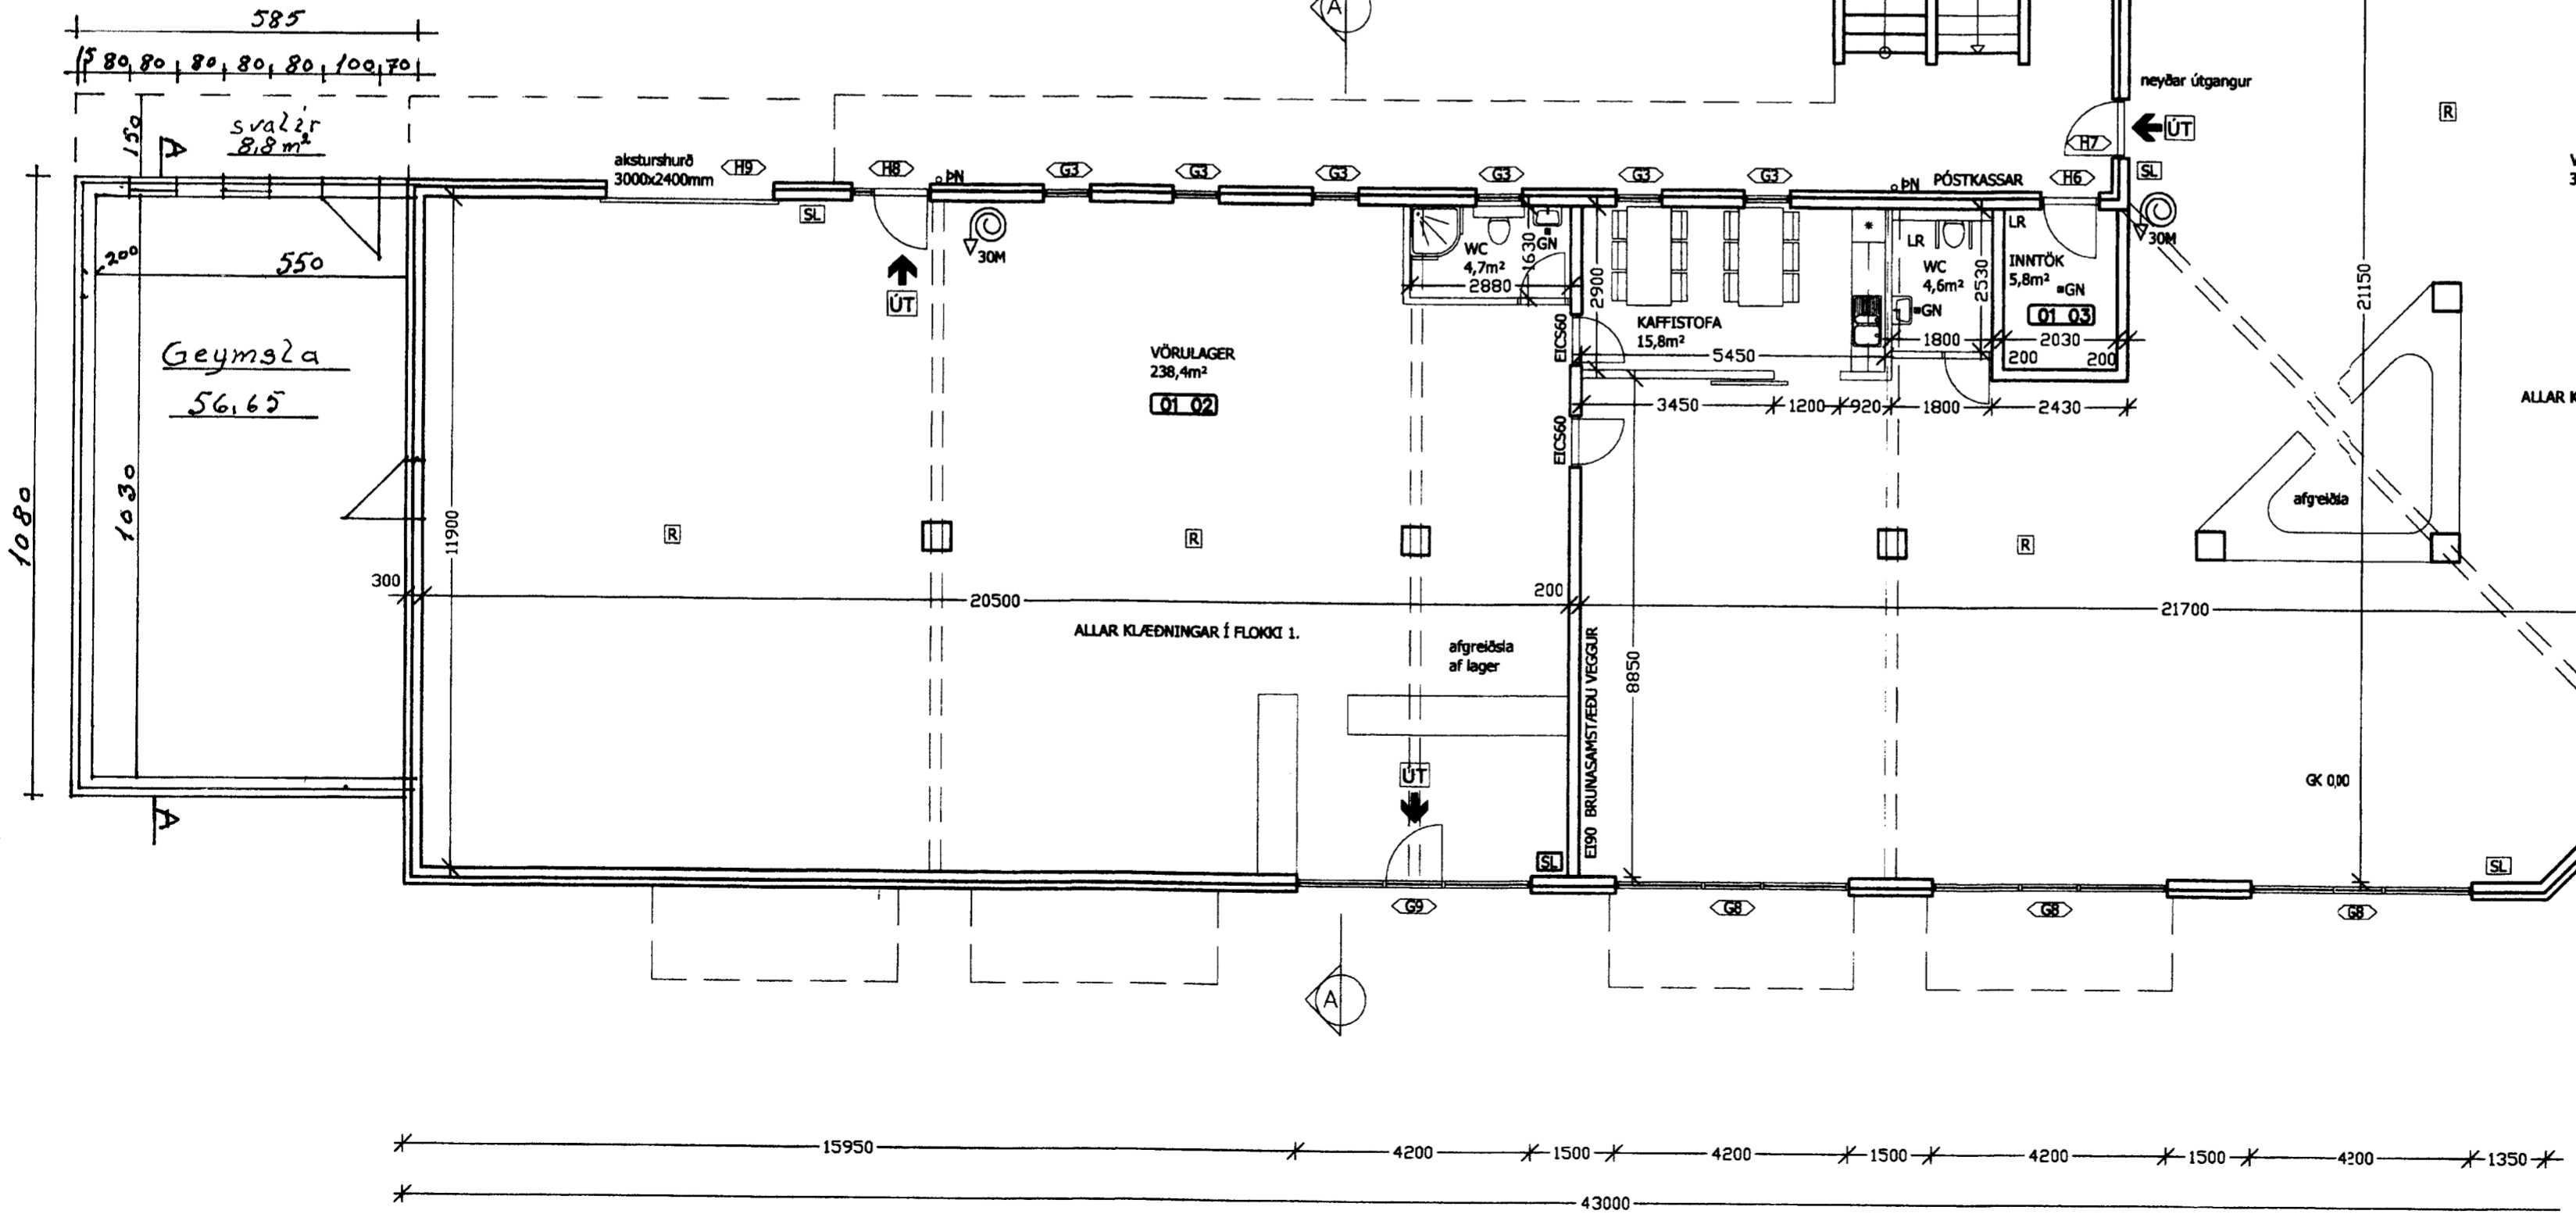 585
15 80 80 80 80 80 100 70
svalir
8,8 m²
150
A
A
neyðar útgangur
R
ÚT
H7
SL
aksturshurð
3000x2400mm
H9
H8
ÞN
G3
G3
G3
G3
G3
G3
ÞN
PÓSTKASSAR
H6
SL
30M
30M
ÚT
WC
4,7m²
1630
GN
2880
2900
LR
WC
4,6m²
2530
GN
LR
INNTÖK
5,8m²
GN
01 03
1800
2030
200
200
KAFFISTOFA
15,8m²
5450
EICS60
3450
1200
920
1800
2430
EICS60
200
550
Geymsla
56,65
1030
1080
VÖRULAGER
238,4m²
01 02
11900
R
R
R
21150
ALLAR K
afgreiðsla
300
20500
200
21700
ALLAR KLÆÐNINGAR Í FLOKKI 1.
afgreiðsla
af lager
EI90 BRUNASAMSTÆÐU VEGGUR
8850
ÚT
GK 0,00
A
SL
SL
G9
G8
G8
G8
A
15950
4200
1500
4200
1500
4200
1500
4200
1350
43000